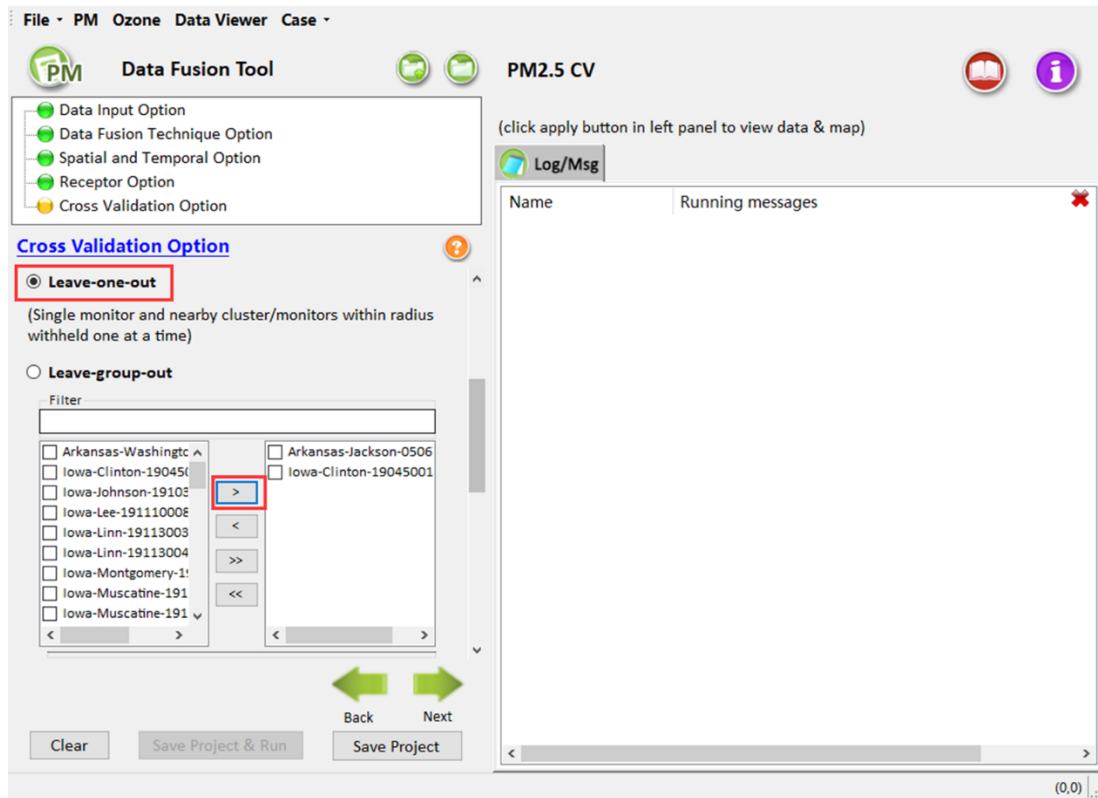 File PM Ozone Data Viewer Case
PM Data Fusion Tool
Data Input Option
Data Fusion Technique Option
Spatial and Temporal Option
Receptor Option
Cross Validation Option
Cross Validation Option ?
Leave-one-out
(Single monitor and nearby cluster/monitors within radius
withheld one at a time)
Leave-group-out
Filter
Arkansas-Washingtc
Iowa-Clinton-19045(
Iowa-Johnson-19103
Iowa-Lee-191110008
Iowa-Linn-19113003
Iowa-Linn-19113004
Iowa-Montgomery-19
Iowa-Muscatine-191
Iowa-Muscatine-191
>
<
>>
<<
Arkansas-Jackson-0506
Iowa-Clinton-19045001
Back Next
Clear Save Project & Run Save Project
PM2.5 CV
i
(click apply button in left panel to view data & map)
Log/Msg
Name Running messages
(0,0)